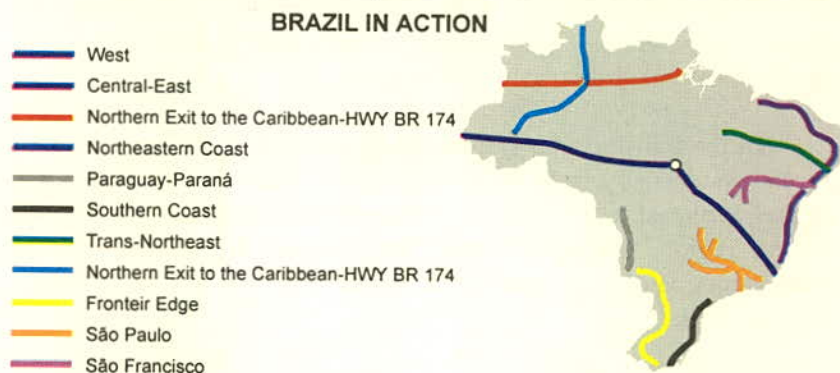 BRAZIL IN ACTION
West
Central-East
Northern Exit to the Caribbean-HWY BR 174
Northeastern Coast
Paraguay-Paraná
Southern Coast
Trans-Northeast
Northern Exit to the Caribbean-HWY BR 174
Fronteir Edge
São Paulo
São Francisco